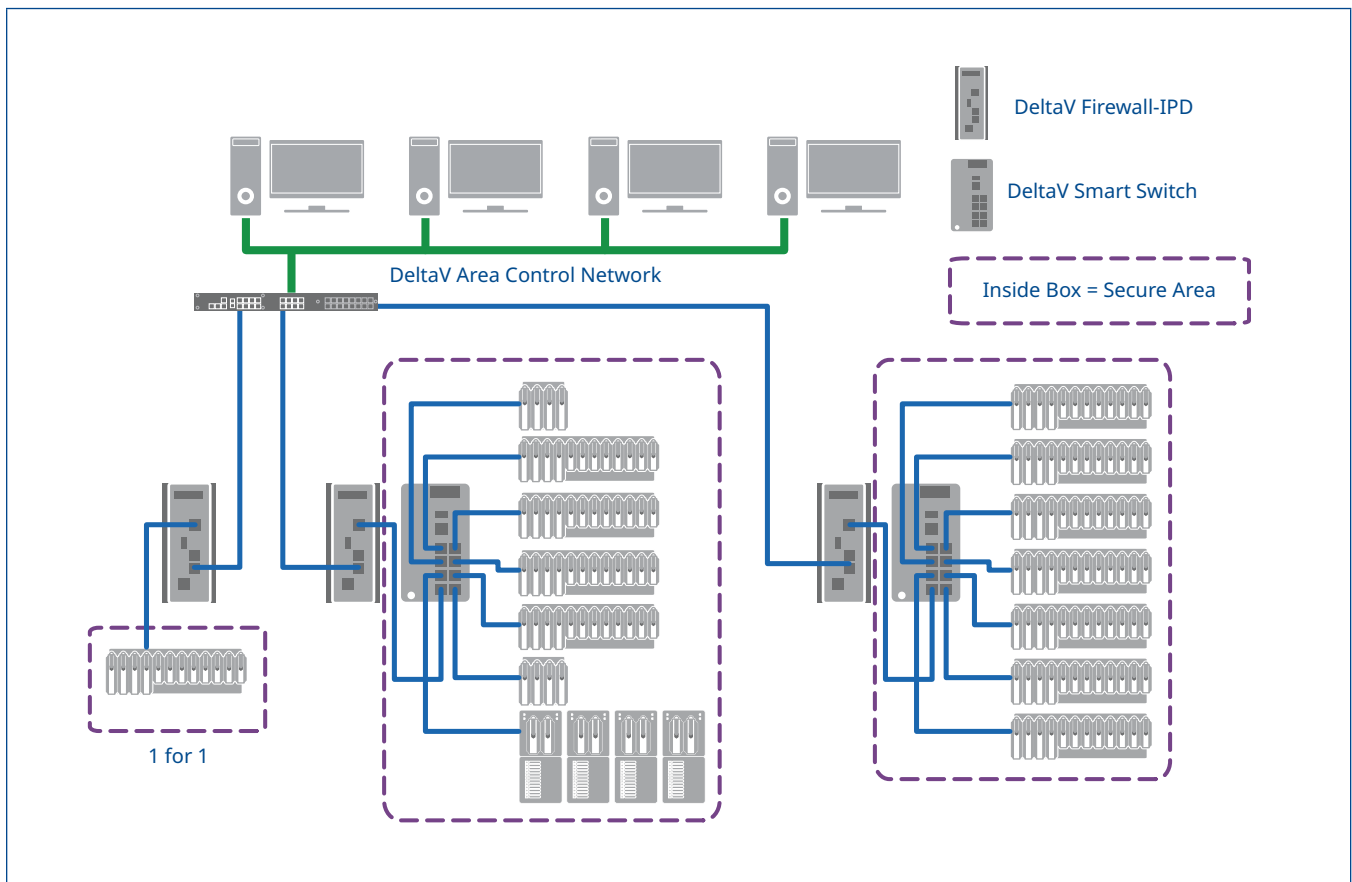 DeltaV Firewall-IPD
DeltaV Smart Switch
DeltaV Area Control Network
Inside Box = Secure Area
1 for 1